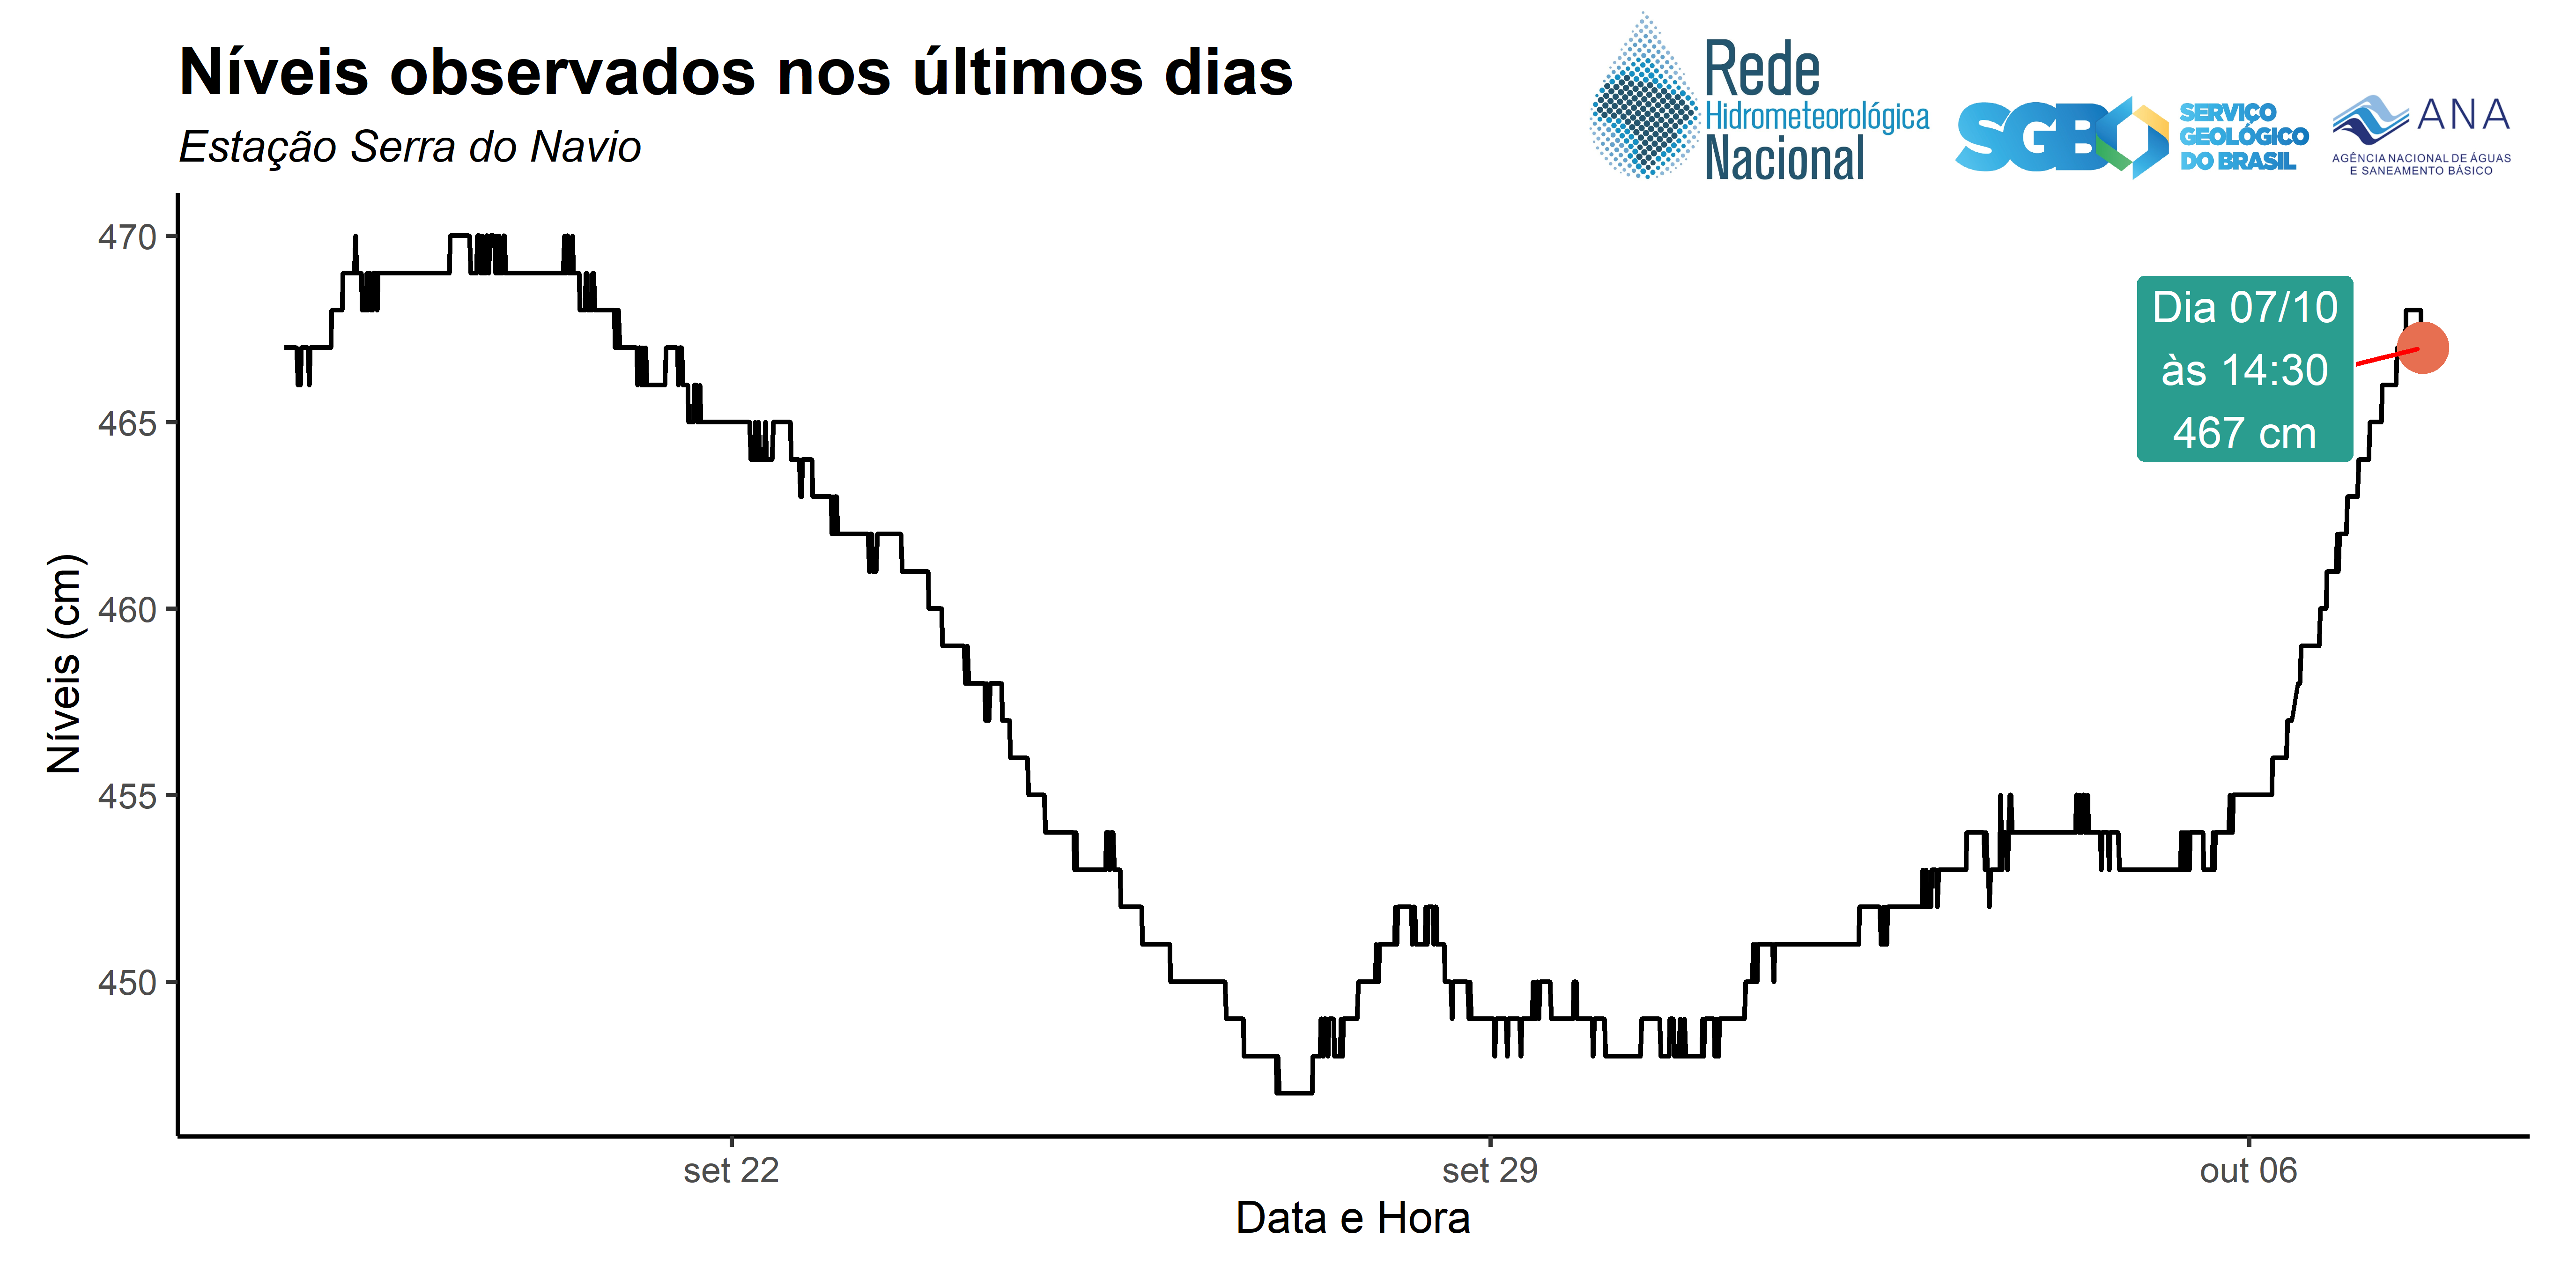 Níveis observados nos últimos dias
Estação Serra do Navio
Rede
Hidrometeorológica
Nacional
SGB
SERVIÇO
GEOLÓGICO
DO BRASIL
ANA
AGÊNCIA NACIONAL DE ÁGUAS
E SANEAMENTO BÁSICO
470
465
460
455
450
Níveis (cm)
Dia 07/10
às 14:30
467 cm
set 22
set 29
out 06
Data e Hora